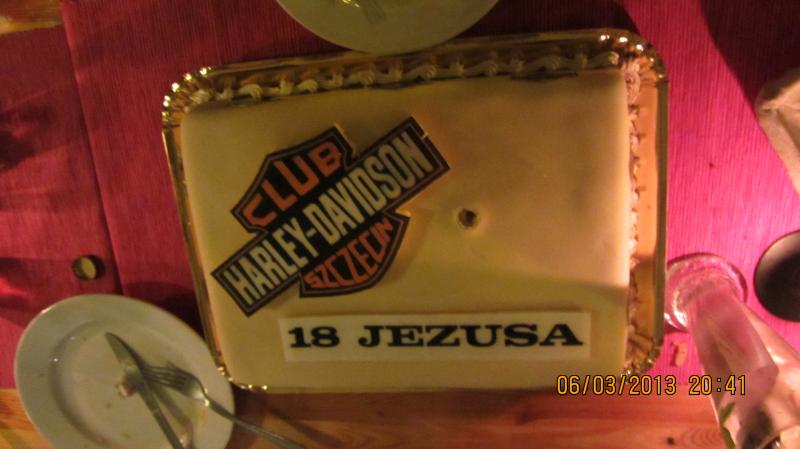 CLUB
HARLEY-DAVIDSON
SZCZECIN
18 JEZUSA
06/03/2013 20:41